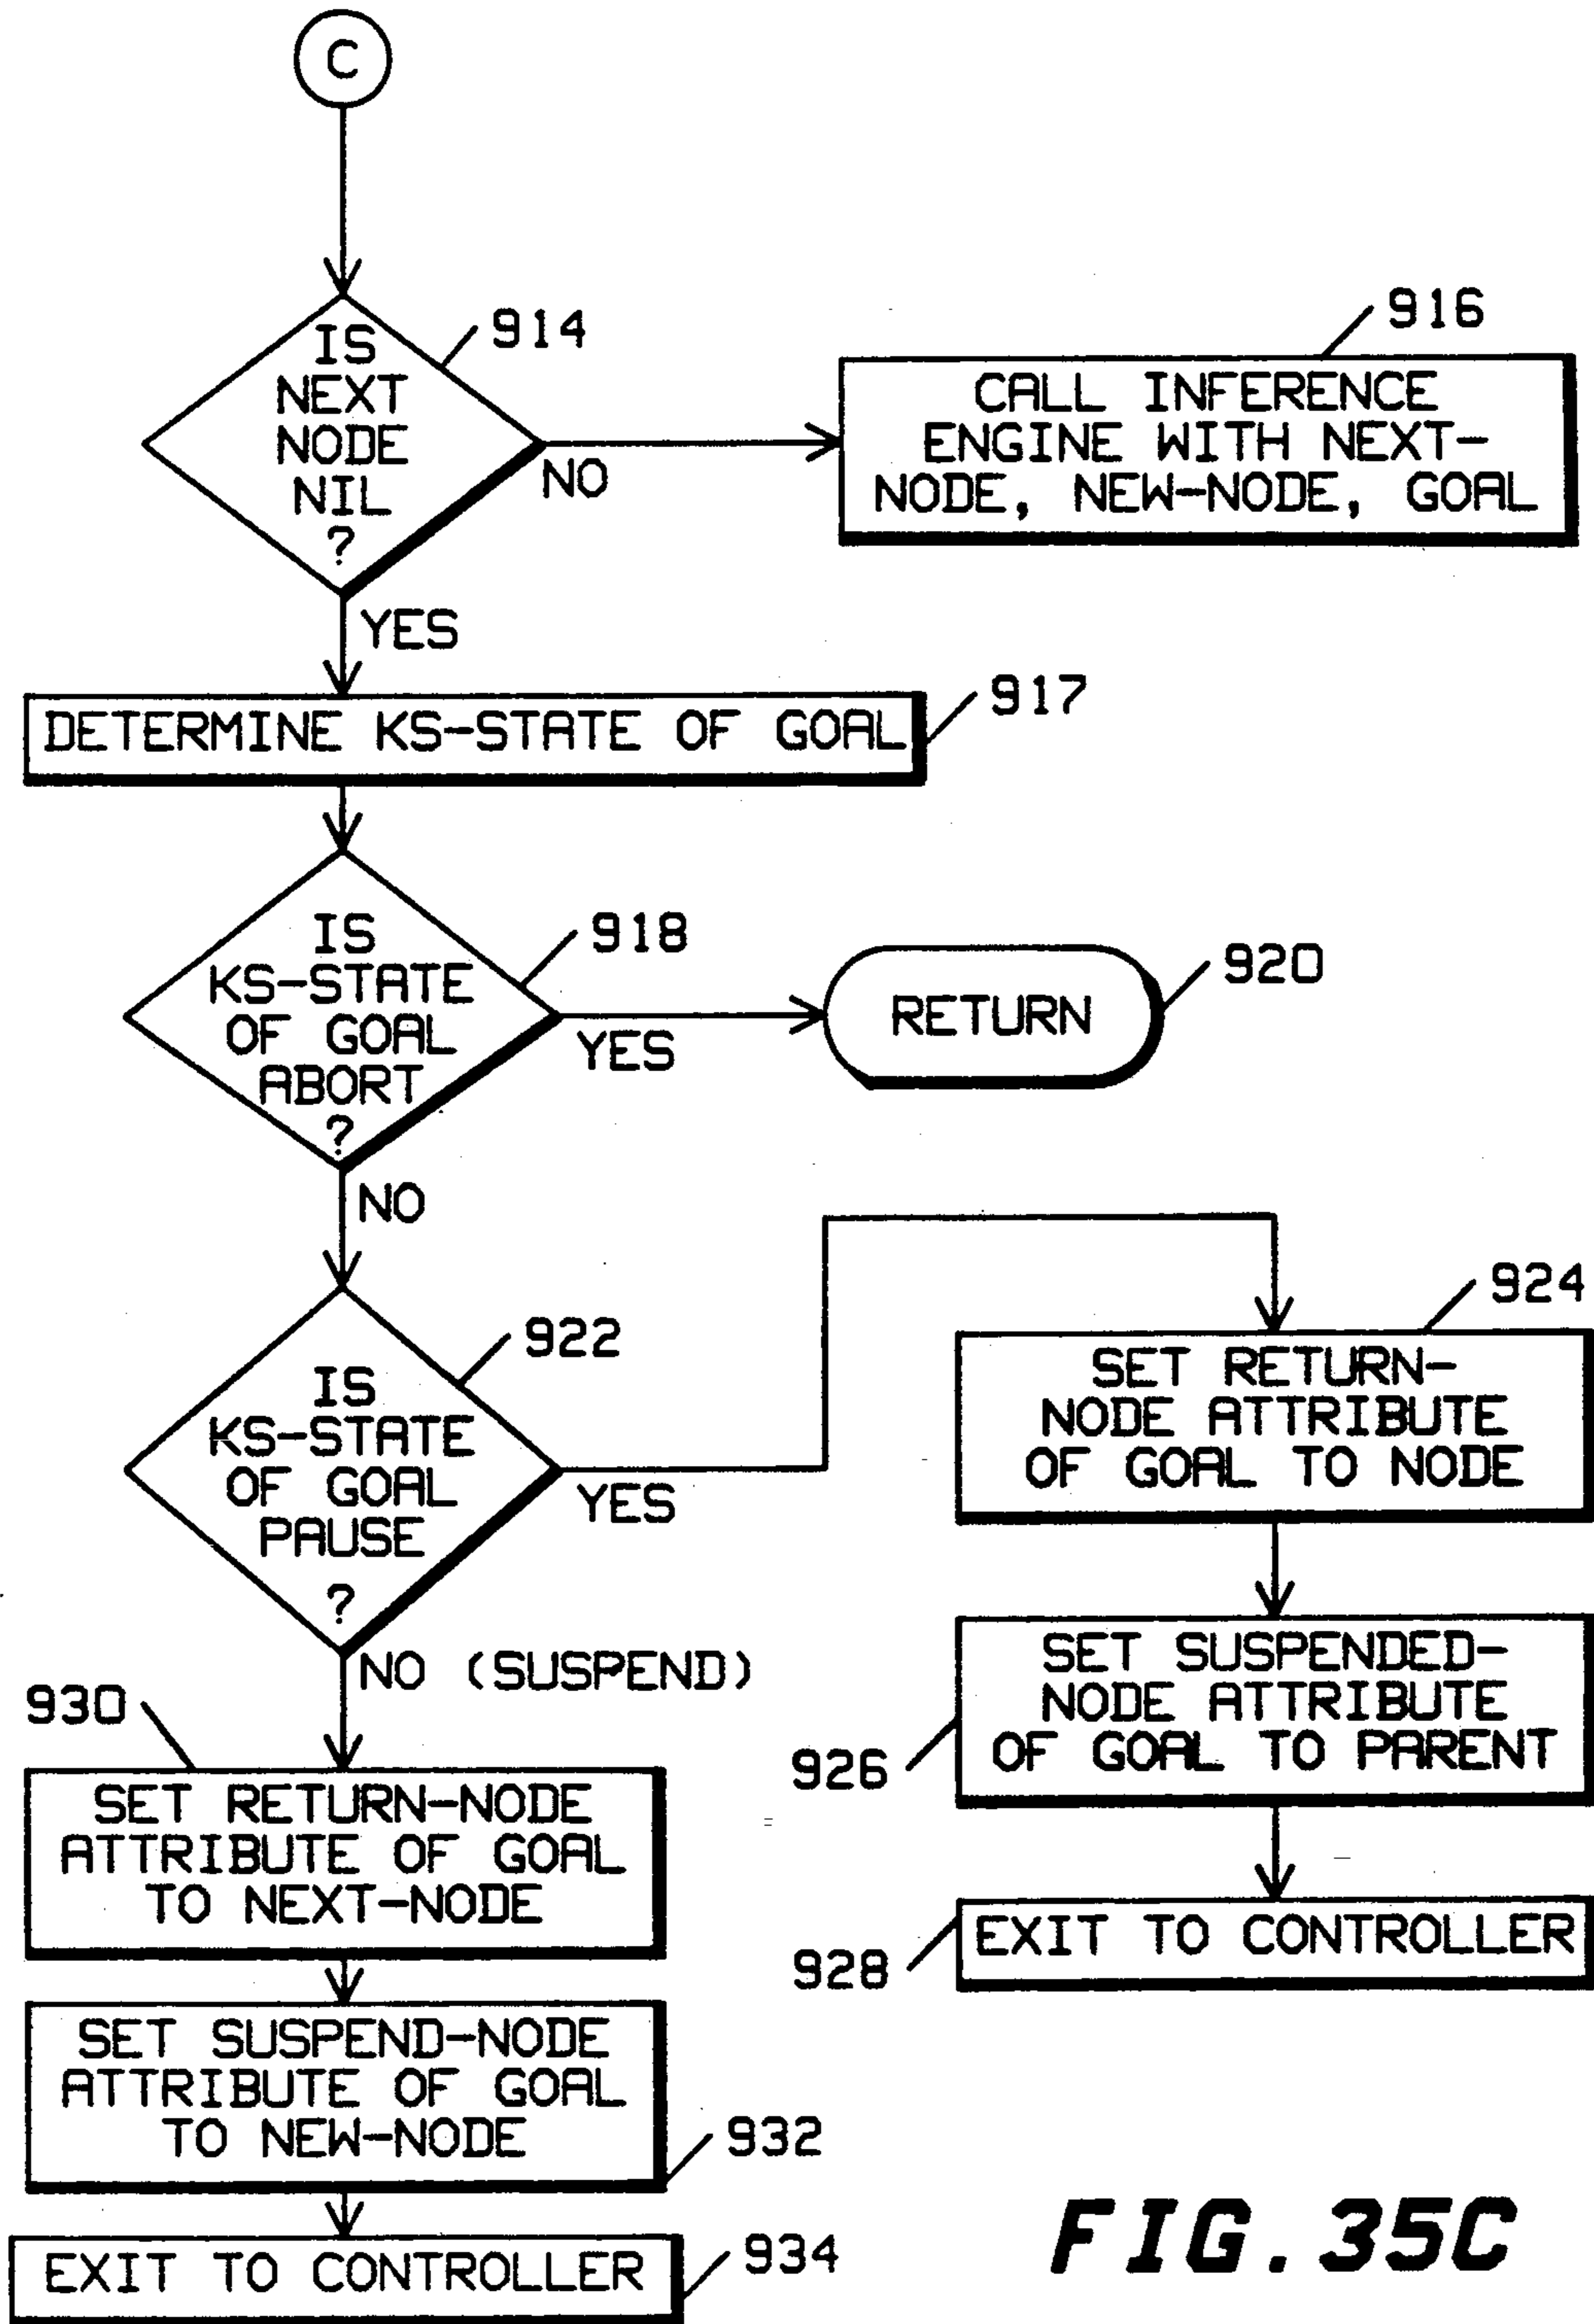 C
IS
NEXT
NODE
NIL
?
914
NO
916
CALL INFERENCE
ENGINE WITH NEXT-
NODE, NEW-NODE, GOAL
YES
DETERMINE KS-STATE OF GOAL
917
IS
KS-STATE
OF GOAL
ABORT
?
918
YES
RETURN
920
NO
IS
KS-STATE
OF GOAL
PAUSE
?
922
YES
924
SET RETURN-
NODE ATTRIBUTE
OF GOAL TO NODE
SET SUSPENDED-
NODE ATTRIBUTE
OF GOAL TO PARENT
926
EXIT TO CONTROLLER
928
NO (SUSPEND)
930
SET RETURN-NODE
ATTRIBUTE OF GOAL
TO NEXT-NODE
SET SUSPEND-NODE
ATTRIBUTE OF GOAL
TO NEW-NODE
932
EXIT TO CONTROLLER
934
FIG. 35C